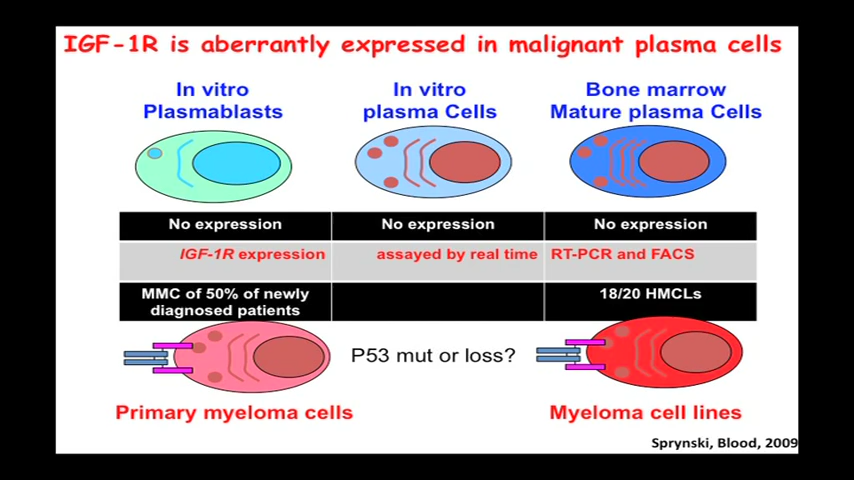 IGF-1R is aberrantly expressed in malignant plasma cells
In vitro
Plasmablasts
In vitro
plasma Cells
Bone marrow
Mature plasma Cells
No expression
No expression
No expression
IGF-1R expression
assayed by real time
RT-PCR and FACS
MMC of 50% of newly
diagnosed patients
18/20 HMCLs
P53 mut or loss?
Primary myeloma cells
Myeloma cell lines
Sprynski, Blood, 2009